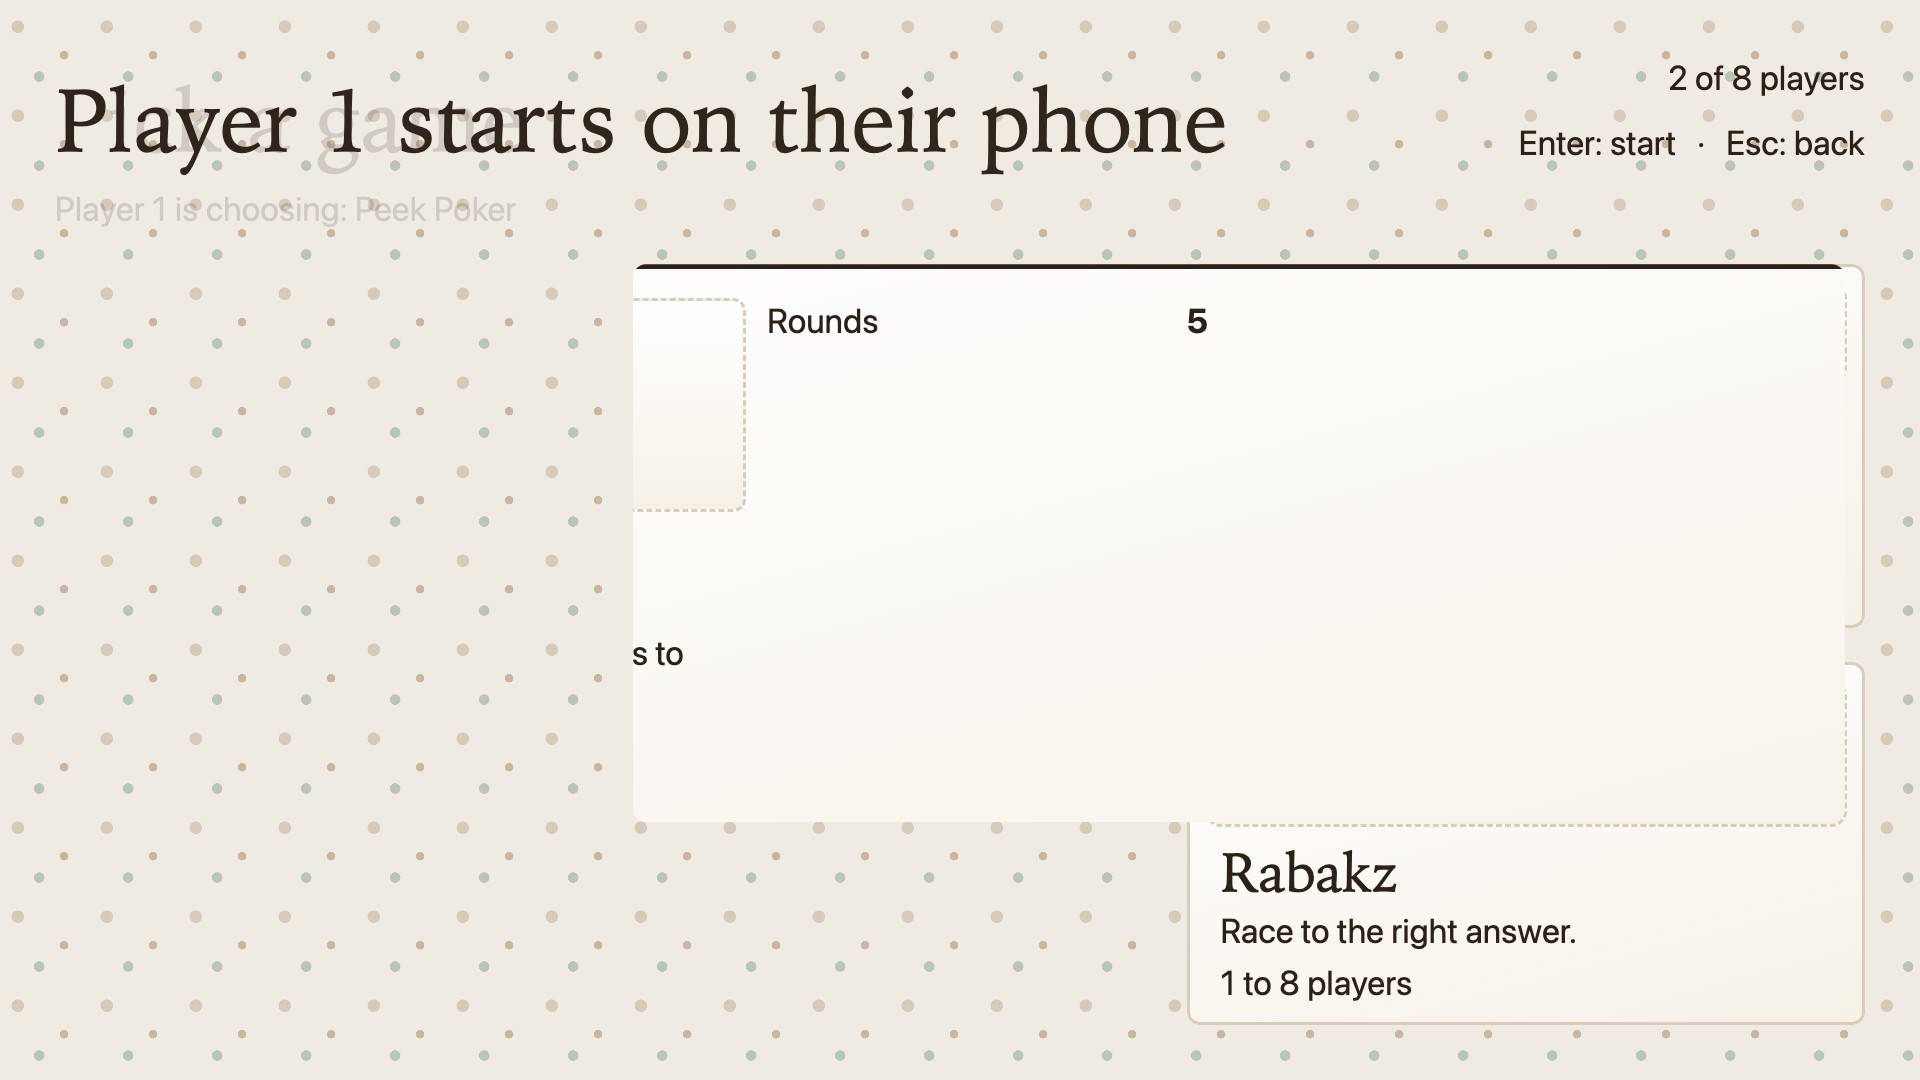 Player 1 starts on their phone
2 of 8 players
Enter: start · Esc: back
a game
Player 1 is choosing: Peek Poker
Rounds 5
s to
Rabakz
Race to the right answer.
1 to 8 players